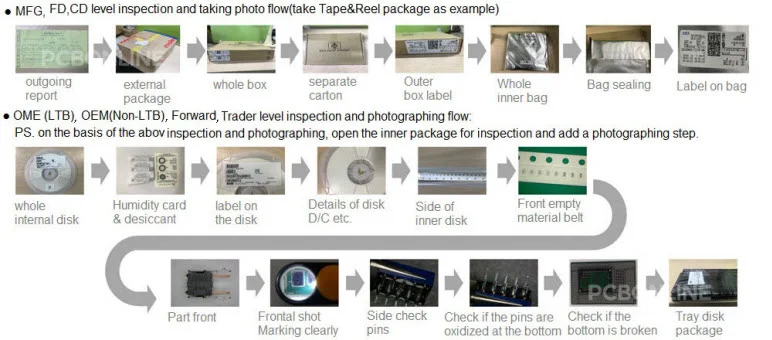 ● MFG, FD,CD level inspection and taking photo flow(take Tape&Reel package as example)
PCBONLINE
outgoing
report
external
package
whole box
separate
carton
Outer
box label
Whole
inner bag
Bag sealing
Label on bag
● OME (LTB), OEM(Non-LTB), Forward, Trader level inspection and photographing flow:
PS. on the basis of the abov inspection and photographing, open the inner package for inspection and add a photographing step.
whole
internal disk
Humidity card
& desiccant
label on
the disk
Details of disk
D/C etc.
Side of
inner disk
Front empty
material belt
PCBONLINE
Part front
Frontal shot
Marking clearly
Side check
pins
Check if the pins are
oxidized at the bottom
Check if the
bottom is broken
Tray disk
package